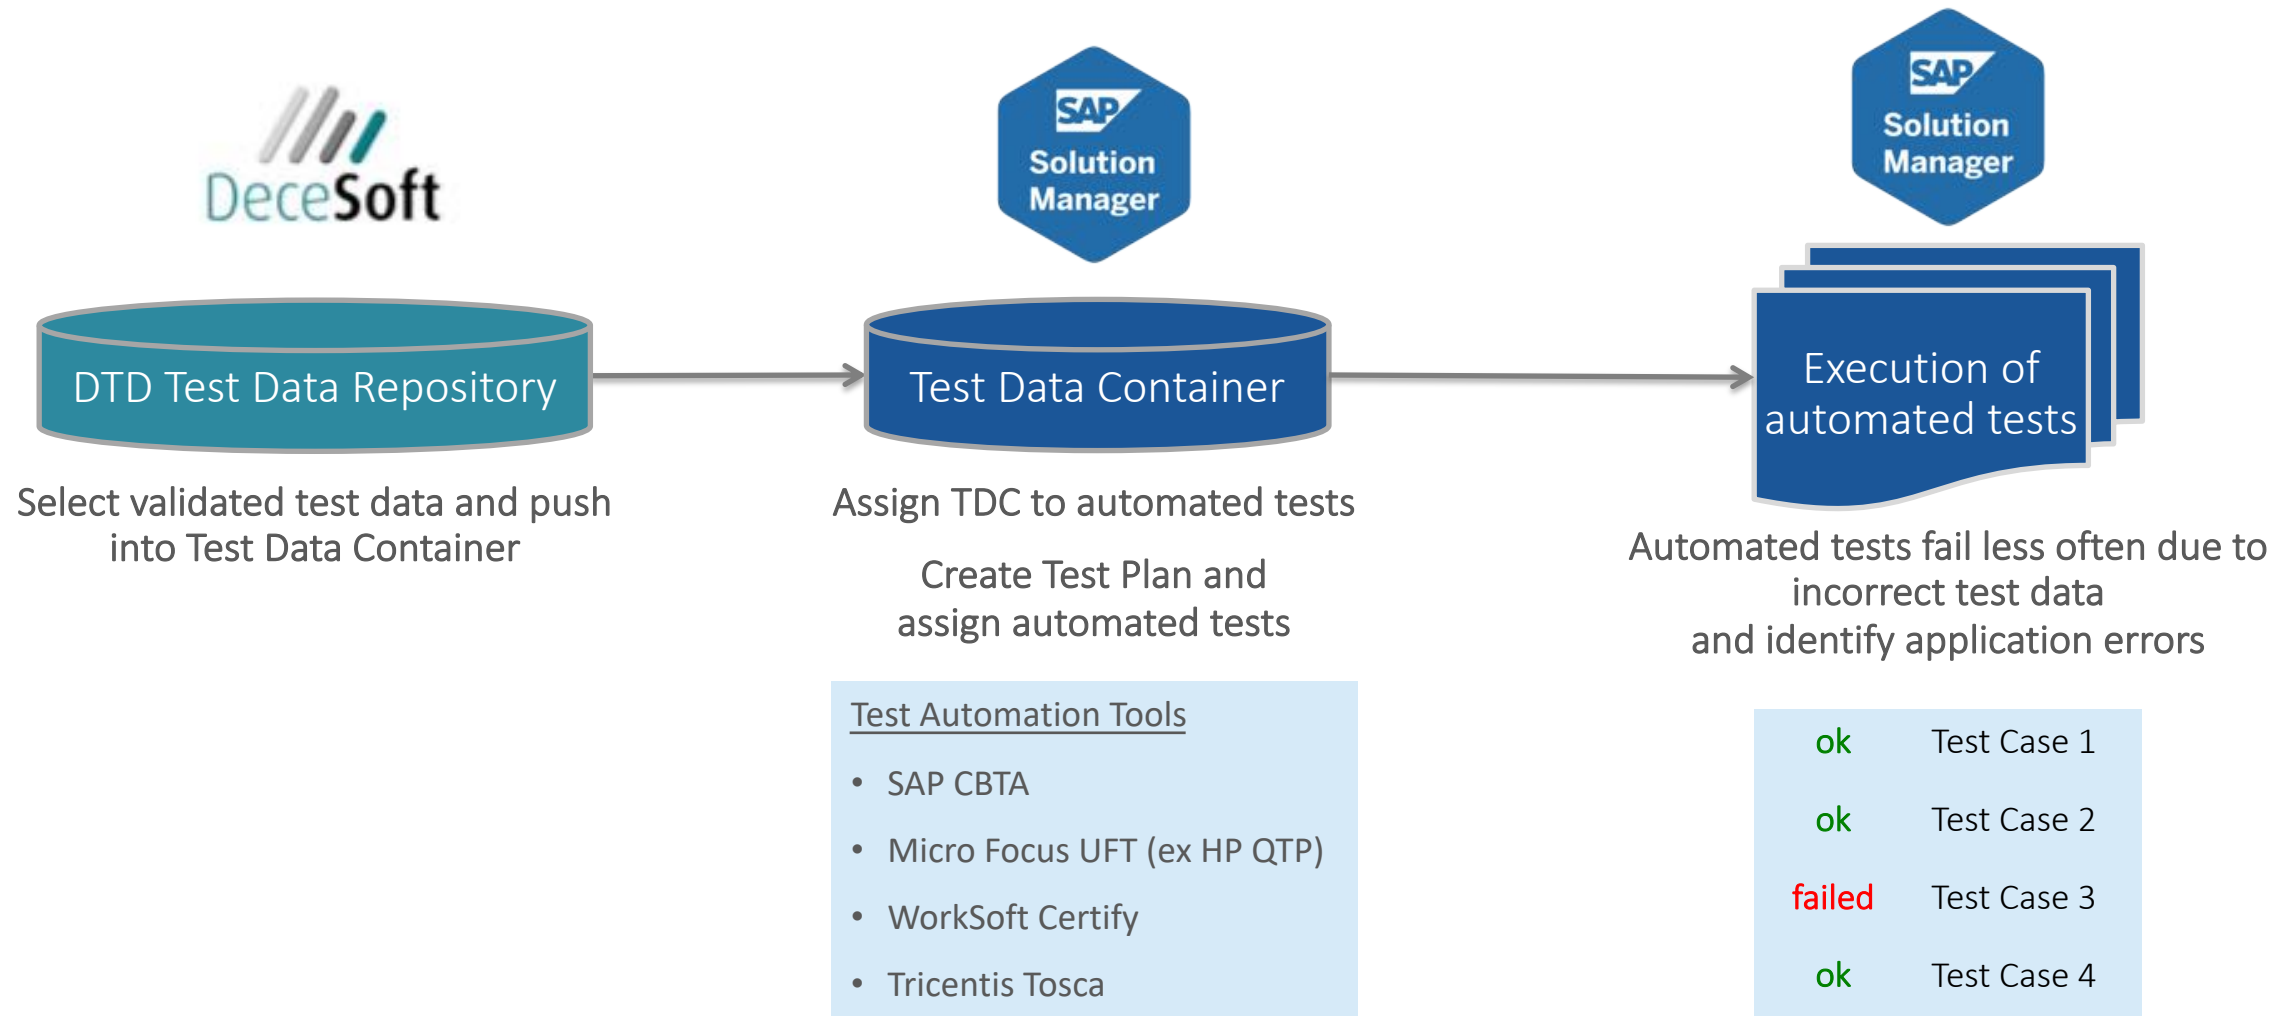 DeceSoft
DTD Test Data Repository
Select validated test data and push
into Test Data Container
SAP
Solution
Manager
Test Data Container
Assign TDC to automated tests
Create Test Plan and
assign automated tests
Test Automation Tools
• SAP CBTA
• Micro Focus UFT (ex HP QTP)
• WorkSoft Certify
• Tricentis Tosca
SAP
Solution
Manager
Execution of
automated tests
Automated tests fail less often due to
incorrect test data
and identify application errors
ok Test Case 1
ok Test Case 2
failed Test Case 3
ok Test Case 4